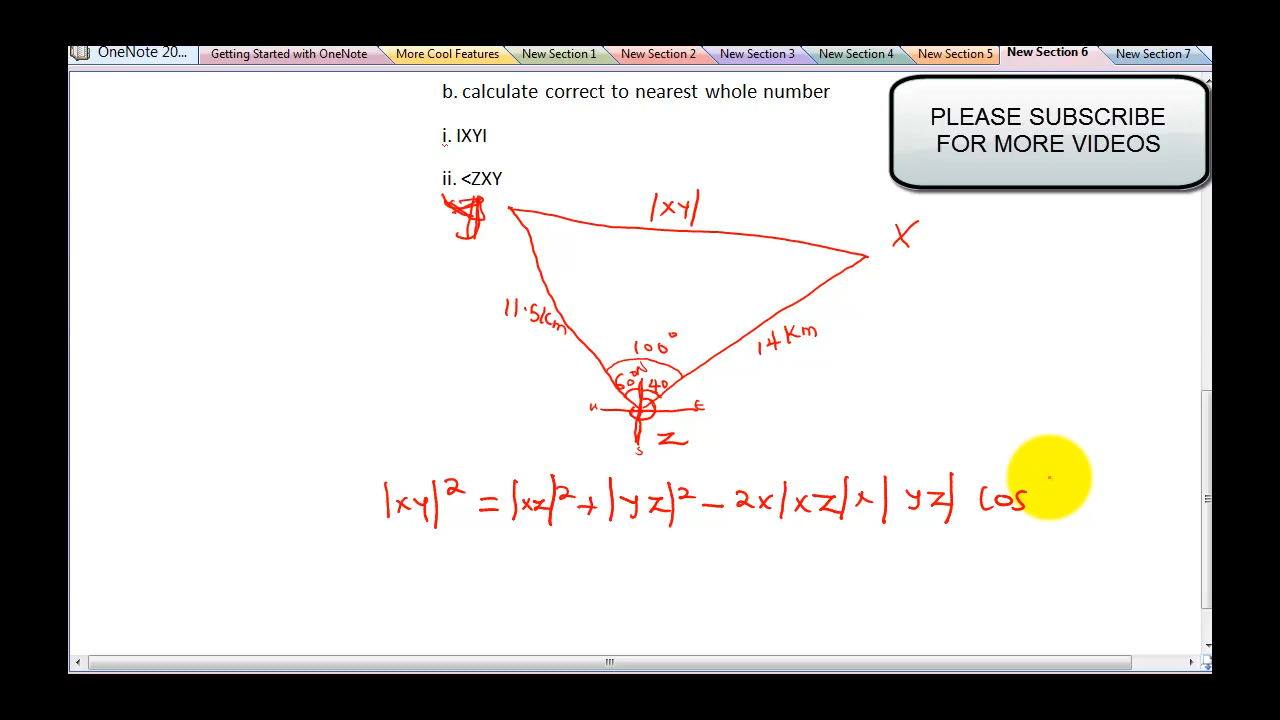 OneNote 20... Getting Started with OneNote More Cool Features New Section 1 New Section 2 New Section 3 New Section 4 New Section 5 New Section 6 New Section 7
b. calculate correct to nearest whole number
PLEASE SUBSCRIBE
FOR MORE VIDEOS
i. IXYI
ii. <ZXY
|XY|
X
11.5km
14 Km
100°
N
60 40
E
Z
S
|XY|² = |XZ|² + |YZ|² - 2x|XZ|x|YZ| Cos